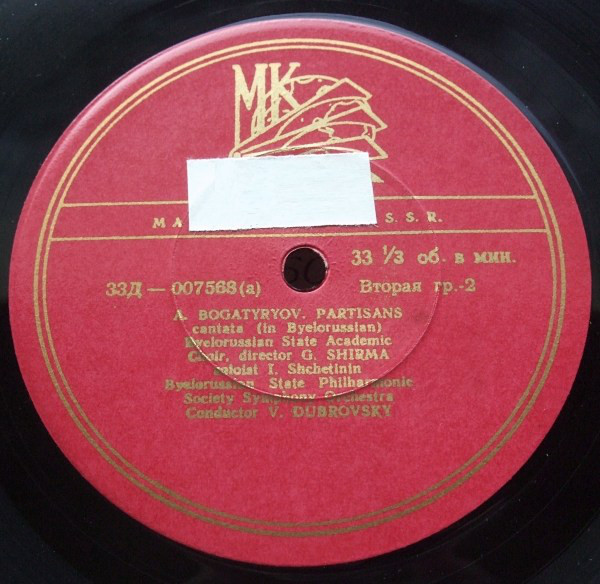 МК
MA S.S.R.
33 ⅓ об. в мин.
33Д — 007568(а) Вторая гр.-2
A. BOGATYRYOV. PARTISANS
cantata (in Byelorussian)
Byelorussian State Academic
Choir, director G. SHIRMA
soloist I. Shchetinin
Byelorussian State Philharmonic
Society Symphony Orchestra
Conductor V. DUBROVSKY